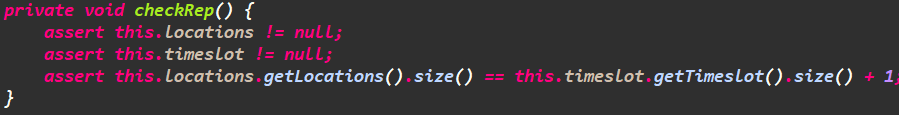 private void checkRep() {
    assert this.locations != null;
    assert this.timeslot != null;
    assert this.locations.getLocations().size() == this.timeslot.getTimeslot().size() + 1;
}